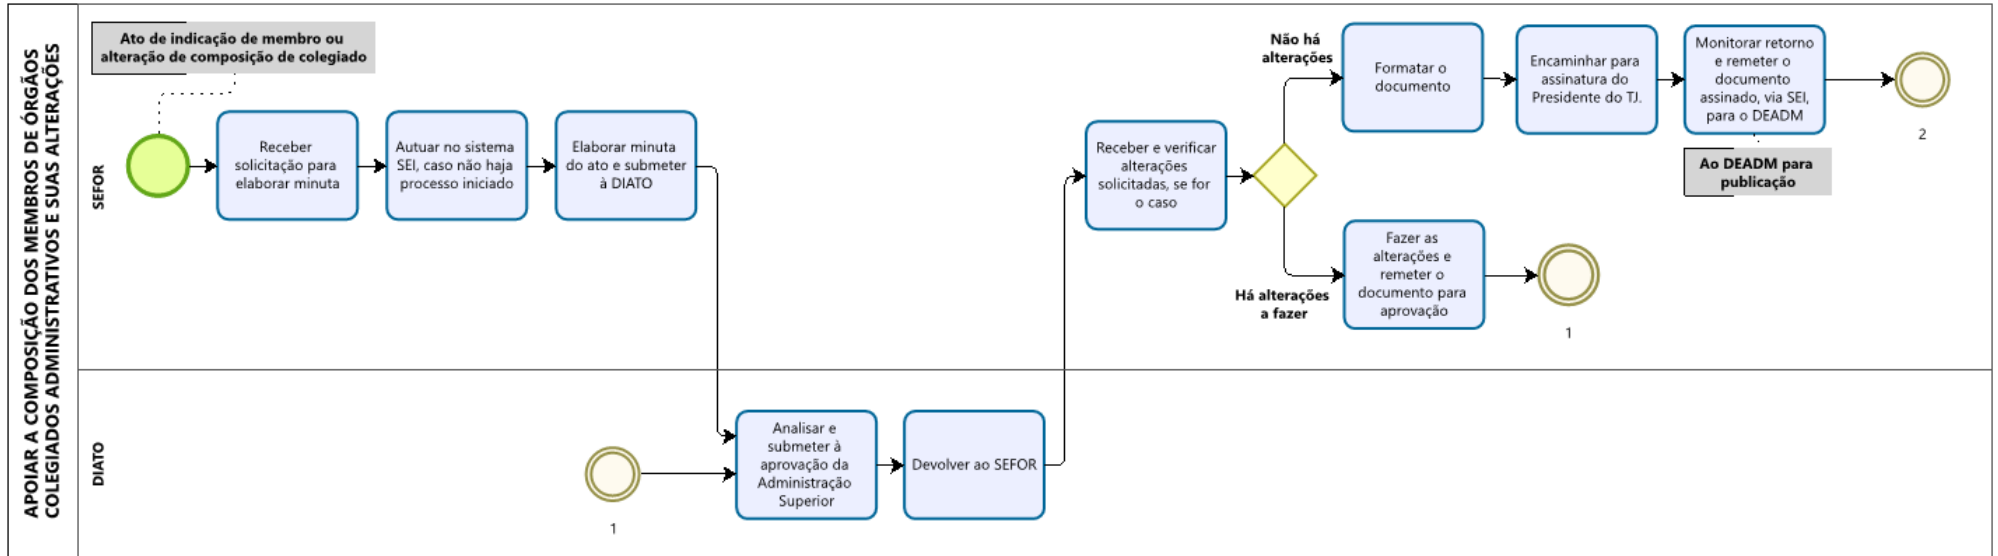 APOIAR A COMPOSIÇÃO DOS MEMBROS DE ÓRGÃOS
COLEGIADOS ADMINISTRATIVOS E SUAS ALTERAÇÕES
SEFOR
Ato de indicação de membro ou
alteração de composição de colegiado
Receber
solicitação para
elaborar minuta
Autuar no sistema
SEI, caso não haja
processo iniciado
Elaborar minuta
do ato e submeter
à DIATO
Receber e verificar
alterações
solicitadas, se for
o caso
Não há
alterações
Formatar o
documento
Encaminhar para
assinatura do
Presidente do TJ.
Monitorar retorno
e remeter o
documento
assinado, via SEI,
para o DEADM
2
Ao DEADM para
publicação
Há alterações
a fazer
Fazer as
alterações e
remeter o
documento para
aprovação
1
DIATO
1
Analisar e
submeter à
aprovação da
Administração
Superior
Devolver ao SEFOR